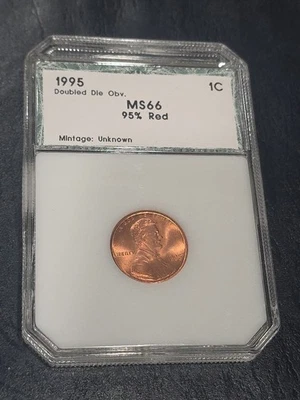 1995 1C
Doubled Die Obv.
MS66
95% Red
Mintage: Unknown